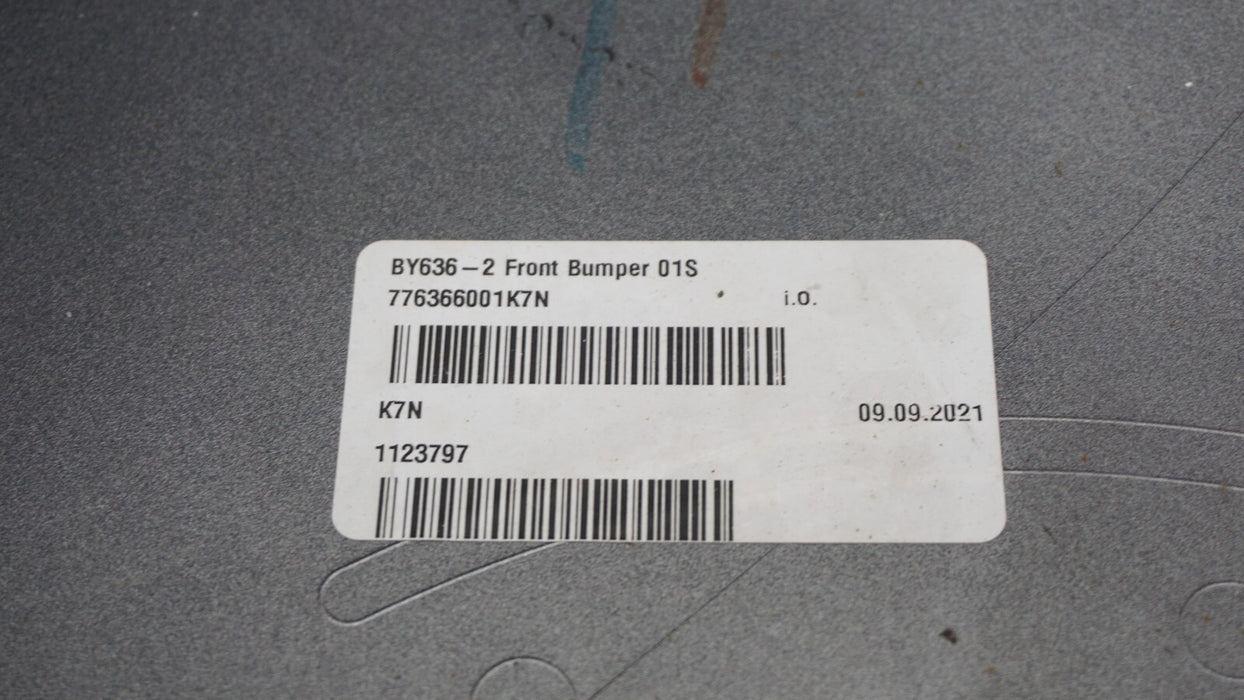 BY636-2 Front Bumper 01S
776366001K7N i.O.
K7N 09.09.2021
1123797